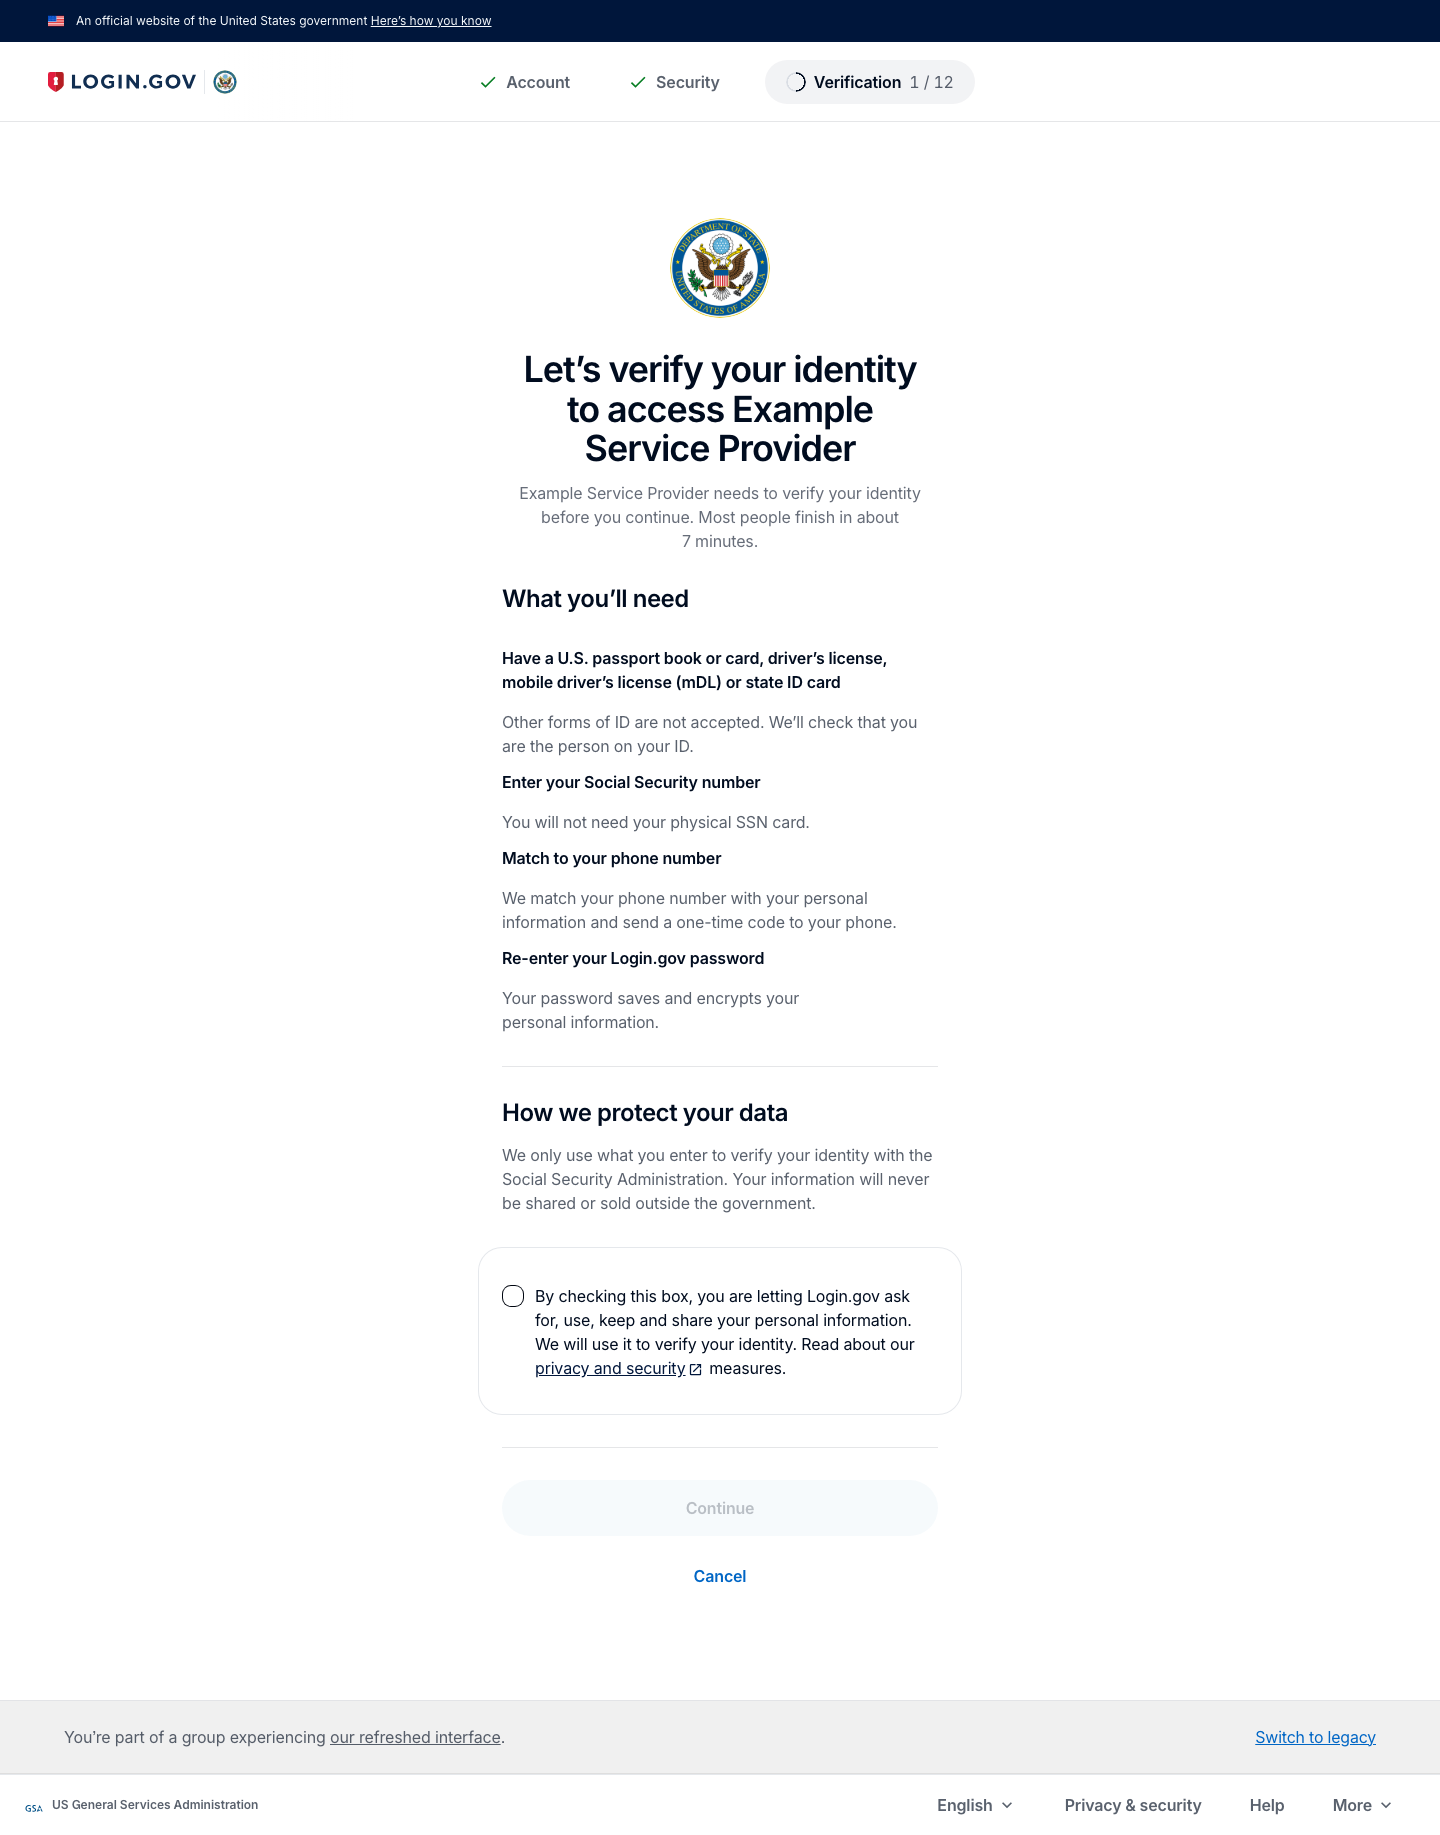 An official website of the United States government Here’s how you know
LOGIN.GOV
Account
Security
Verification 1 / 12
DEPARTMENT OF STATE
UNITED STATES OF AMERICA
Let’s verify your identity
to access Example
Service Provider
Example Service Provider needs to verify your identity
before you continue. Most people finish in about
7 minutes.
What you’ll need
Have a U.S. passport book or card, driver’s license,
mobile driver’s license (mDL) or state ID card
Other forms of ID are not accepted. We’ll check that you
are the person on your ID.
Enter your Social Security number
You will not need your physical SSN card.
Match to your phone number
We match your phone number with your personal
information and send a one-time code to your phone.
Re-enter your Login.gov password
Your password saves and encrypts your
personal information.
How we protect your data
We only use what you enter to verify your identity with the
Social Security Administration. Your information will never
be shared or sold outside the government.
By checking this box, you are letting Login.gov ask
for, use, keep and share your personal information.
We will use it to verify your identity. Read about our
privacy and security measures.
Continue
Cancel
You’re part of a group experiencing our refreshed interface.
Switch to legacy
GSA US General Services Administration
English
Privacy & security
Help
More